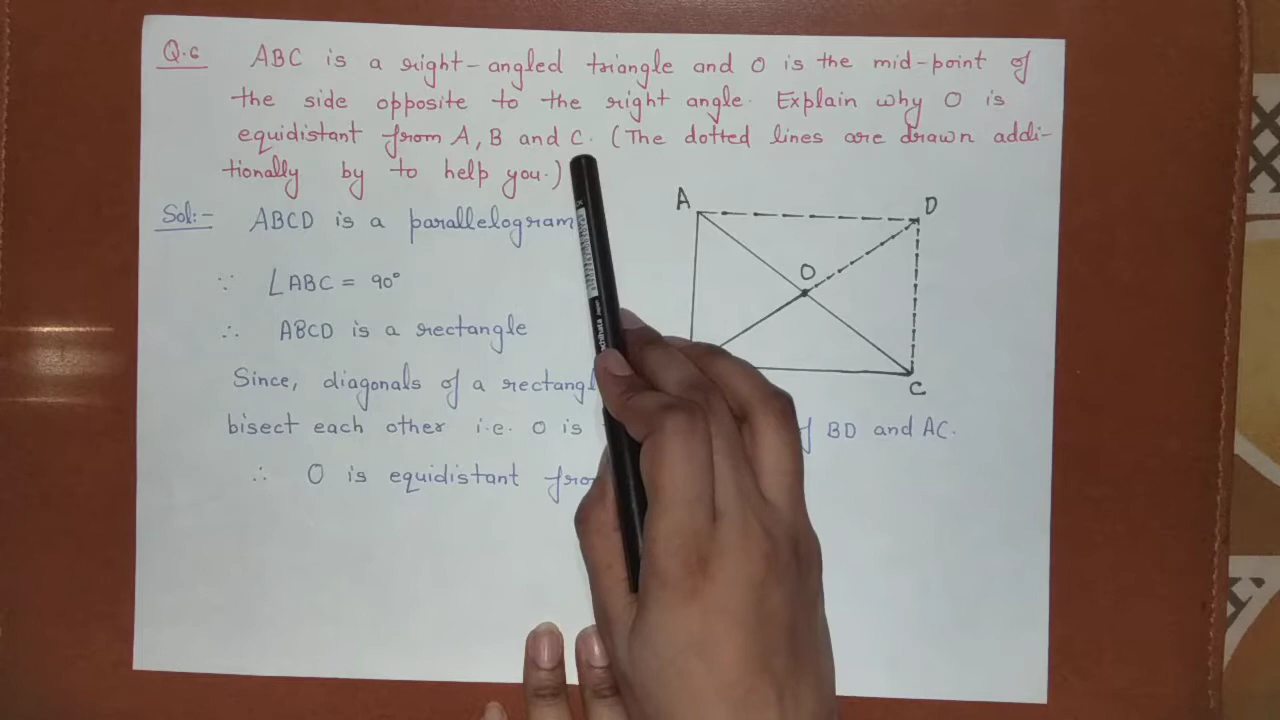 Q.6 ABC is a right-angled triangle and O is the mid-point of
the side opposite to the right angle. Explain why O is
equidistant from A, B and C. (The dotted lines are drawn addi-
tionally by to help you.)
Sol:- ABCD is a parallelogram
∵ ∠ABC = 90°
∴ ABCD is a rectangle
Since, diagonals of a rectangl
bisect each other i.e. O is BD and AC.
∴ O is equidistant
A
D
O
C